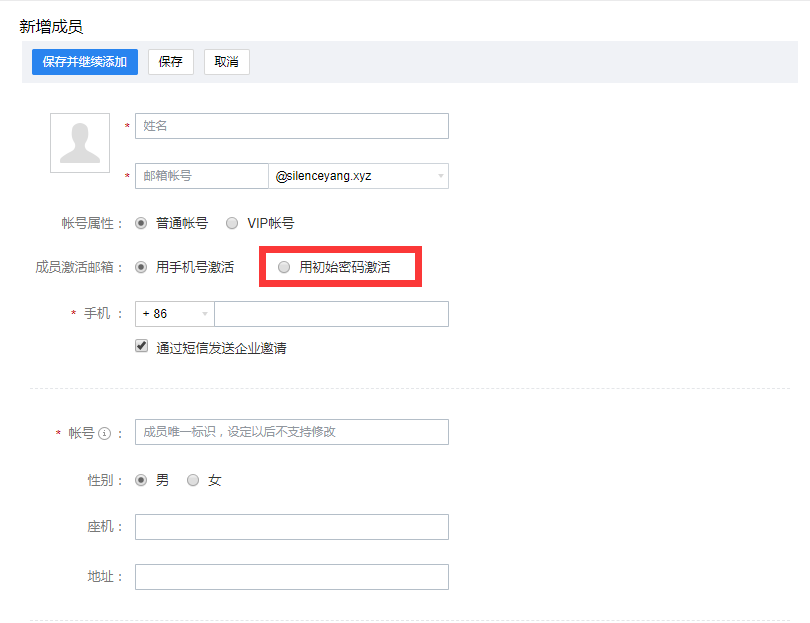 新增成员
保存并继续添加 保存 取消
* 姓名
* 邮箱帐号 @silenceyang.xyz
帐号属性： 普通帐号 VIP帐号
成员激活邮箱： 用手机号激活 用初始密码激活
* 手机： + 86
通过短信发送企业邀请
* 帐号 i： 成员唯一标识，设定以后不支持修改
性别： 男 女
座机：
地址：